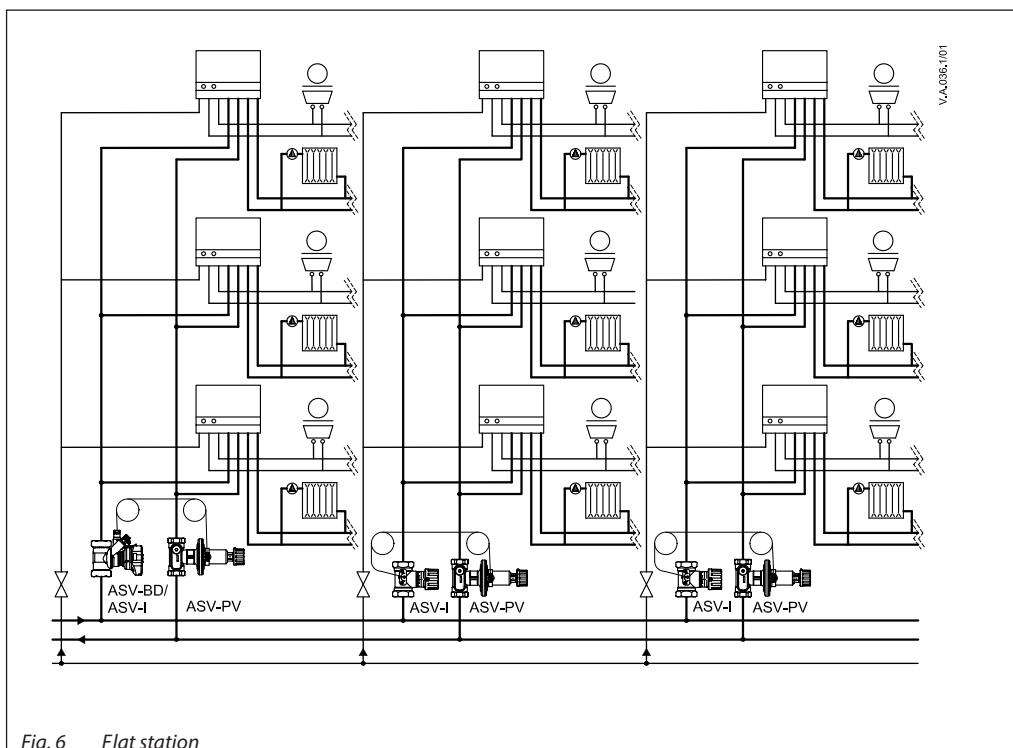 V.A.036.1/01
ASV-BD/
ASV-I
ASV-PV
ASV-I
ASV-PV
ASV-I
ASV-PV
Fig. 6 Flat station